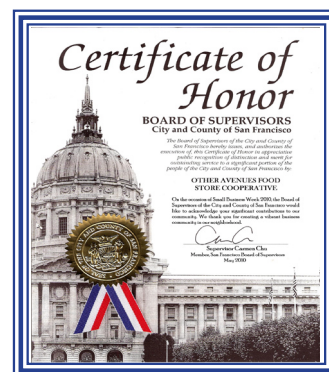 Certificate of
Honor
BOARD OF SUPERVISORS
City and County of San Francisco
The Board of Supervisors of the City and County of
San Francisco hereby issues, and authorizes the
execution of, this Certificate of Honor in appreciative
public recognition of distinction and merit for
outstanding service to a significant portion of the
people of the City and County of San Francisco by:
OTHER AVENUES FOOD
STORE COOPERATIVE
On the occasion of Small Business Week 2010, the Board of
Supervisors of the City and County of San Francisco would
like to acknowledge your significant contributions to our
community. We thank you for creating a vibrant business
community in our neighborhood.
Supervisor Carmen Chu
Member, San Francisco Board of Supervisors
May 2010